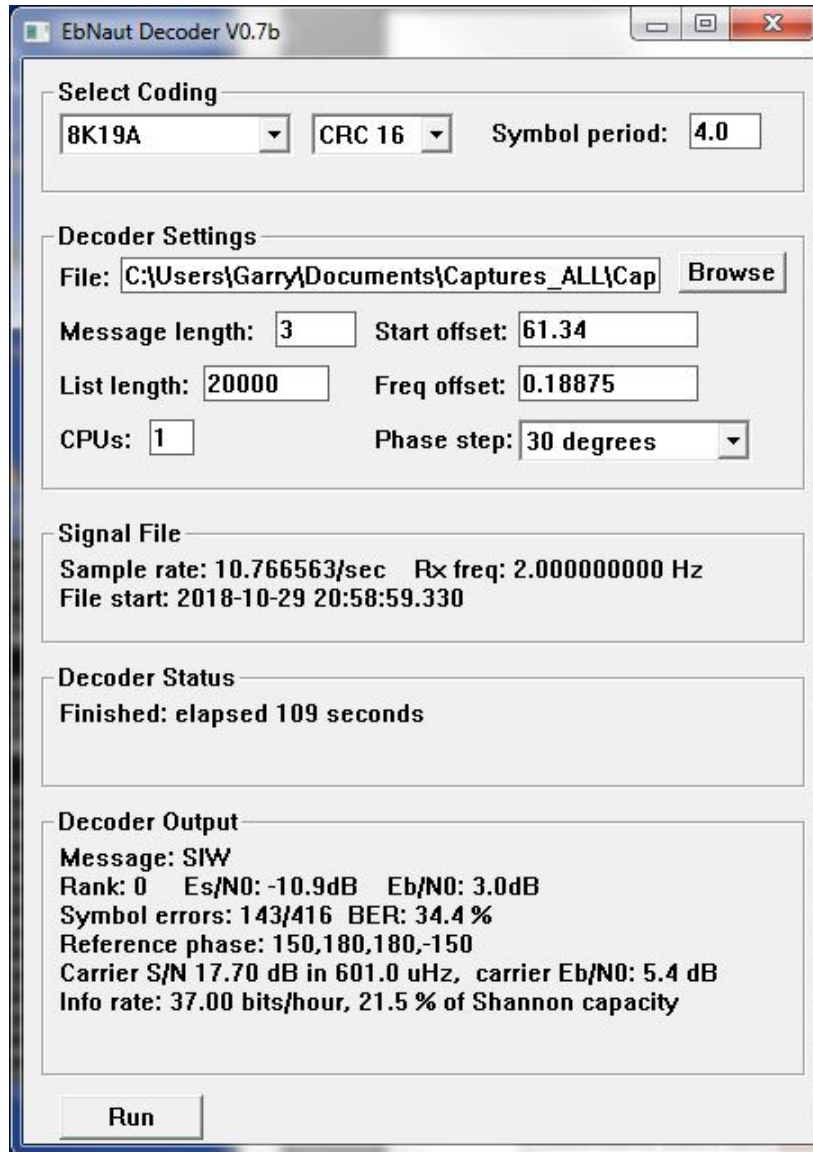 EbNaut Decoder V0.7b
Select Coding
8K19A CRC 16 Symbol period: 4.0
Decoder Settings
File: C:\Users\Garry\Documents\Captures_ALL\Cap Browse
Message length: 3 Start offset: 61.34
List length: 20000 Freq offset: 0.18875
CPUs: 1 Phase step: 30 degrees
Signal File
Sample rate: 10.766563/sec Rx freq: 2.000000000 Hz
File start: 2018-10-29 20:58:59.330
Decoder Status
Finished: elapsed 109 seconds
Decoder Output
Message: SIW
Rank: 0 Es/N0: -10.9dB Eb/N0: 3.0dB
Symbol errors: 143/416 BER: 34.4 %
Reference phase: 150,180,180,-150
Carrier S/N 17.70 dB in 601.0 uHz, carrier Eb/N0: 5.4 dB
Info rate: 37.00 bits/hour, 21.5 % of Shannon capacity
Run